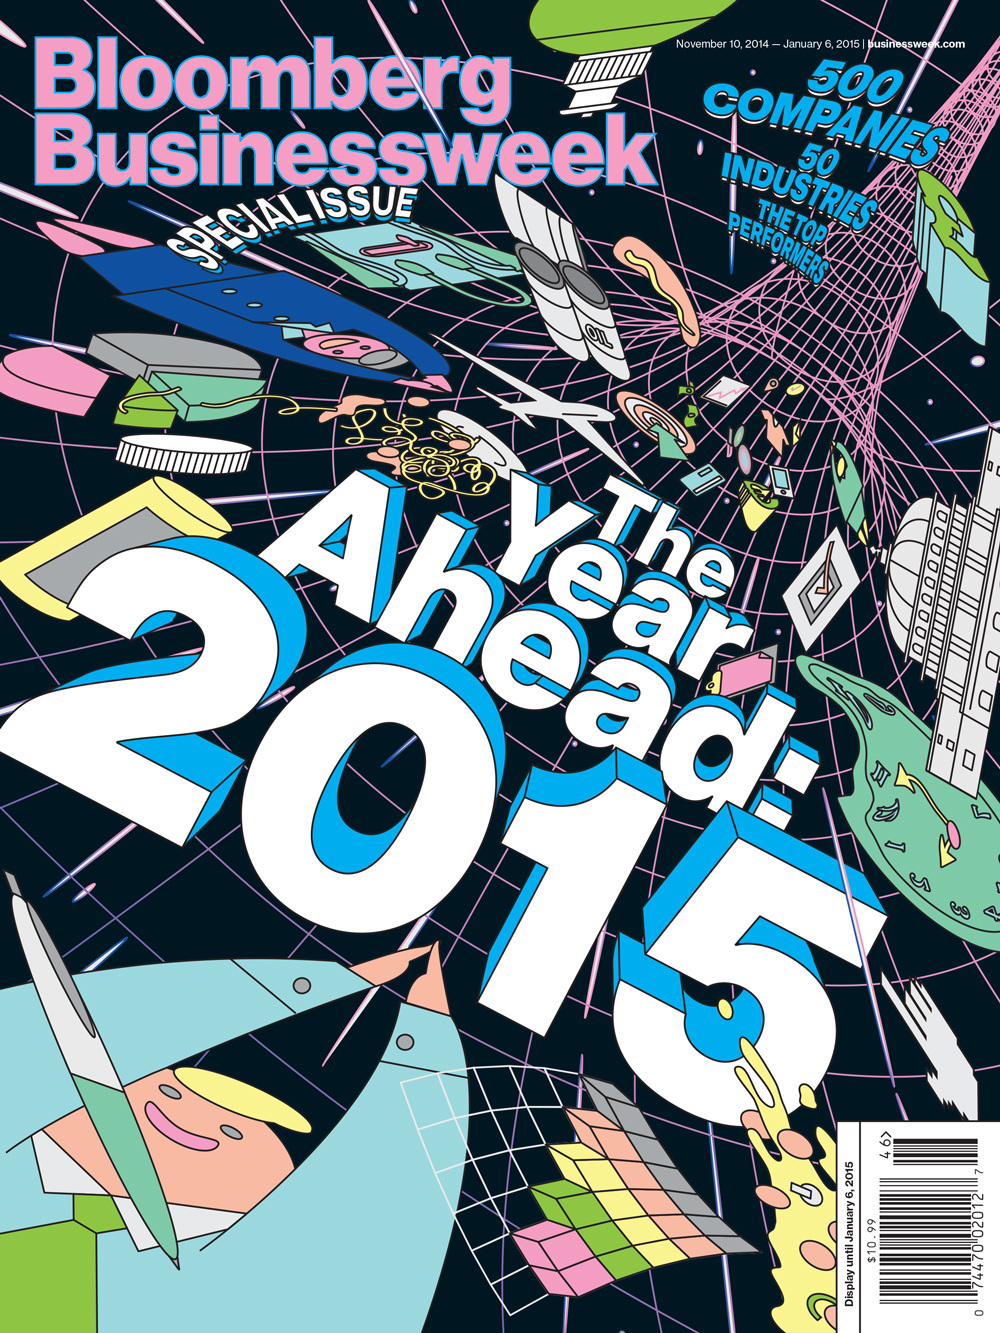 November 10, 2014 — January 6, 2015 | businessweek.com
Bloomberg
Businessweek
SPECIAL ISSUE
500
COMPANIES
50
INDUSTRIES
THE TOP
PERFORMERS
OIL
The
Year
Ahead:
2015
Display until January 6, 2015
$10.99
46>
0 74470 02012 7